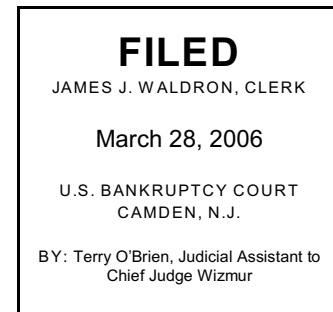 FILED
JAMES J. WALDRON, CLERK
March 28, 2006
U.S. BANKRUPTCY COURT
CAMDEN, N.J.
BY: Terry O'Brien, Judicial Assistant to
Chief Judge Wizmur